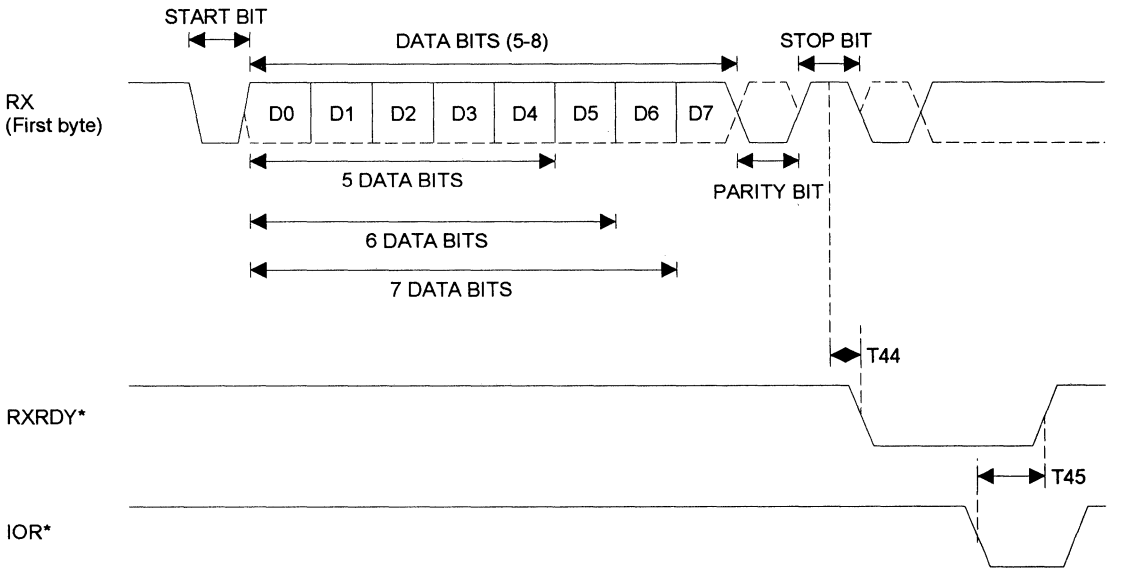 START BIT
DATA BITS (5-8)
STOP BIT
RX
(First byte)
D0 D1 D2 D3 D4 D5 D6 D7
5 DATA BITS
PARITY BIT
6 DATA BITS
7 DATA BITS
T44
RXRDY*
T45
IOR*